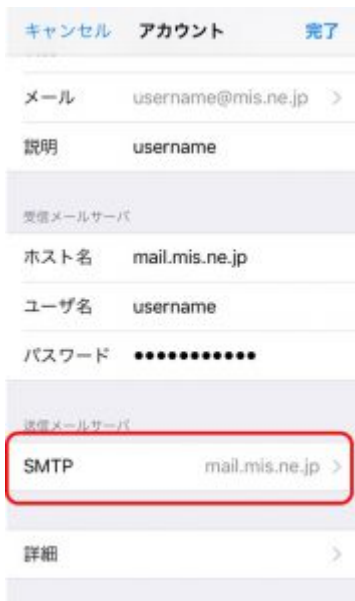 キャンセル アカウント 完了
メール username@mis.ne.jp >
説明 username
受信メールサーバ
ホスト名 mail.mis.ne.jp
ユーザ名 username
パスワード ●●●●●●●●●●●
送信メールサーバ
SMTP mail.mis.ne.jp >
詳細 >